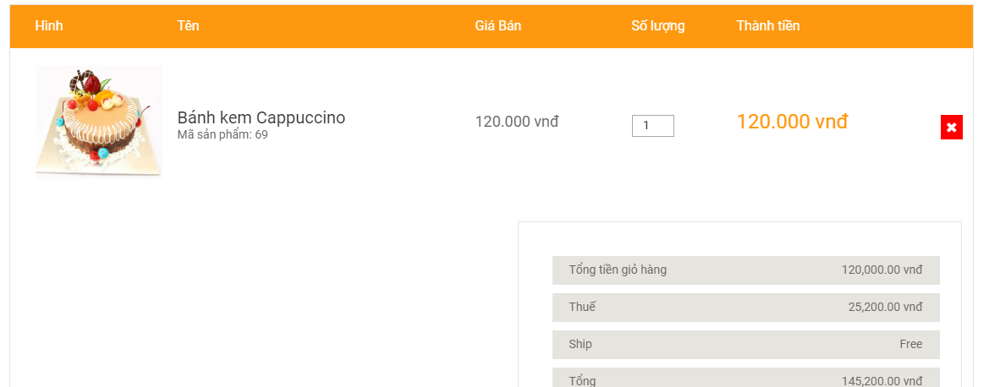 Hình Tên Giá Bán Số lượng Thành tiền
Bánh kem Cappuccino
Mã sản phẩm: 69
120.000 vnđ
1
120.000 vnđ
Tổng tiền giỏ hàng 120,000.00 vnđ
Thuế 25,200.00 vnđ
Ship Free
Tổng 145,200.00 vnđ